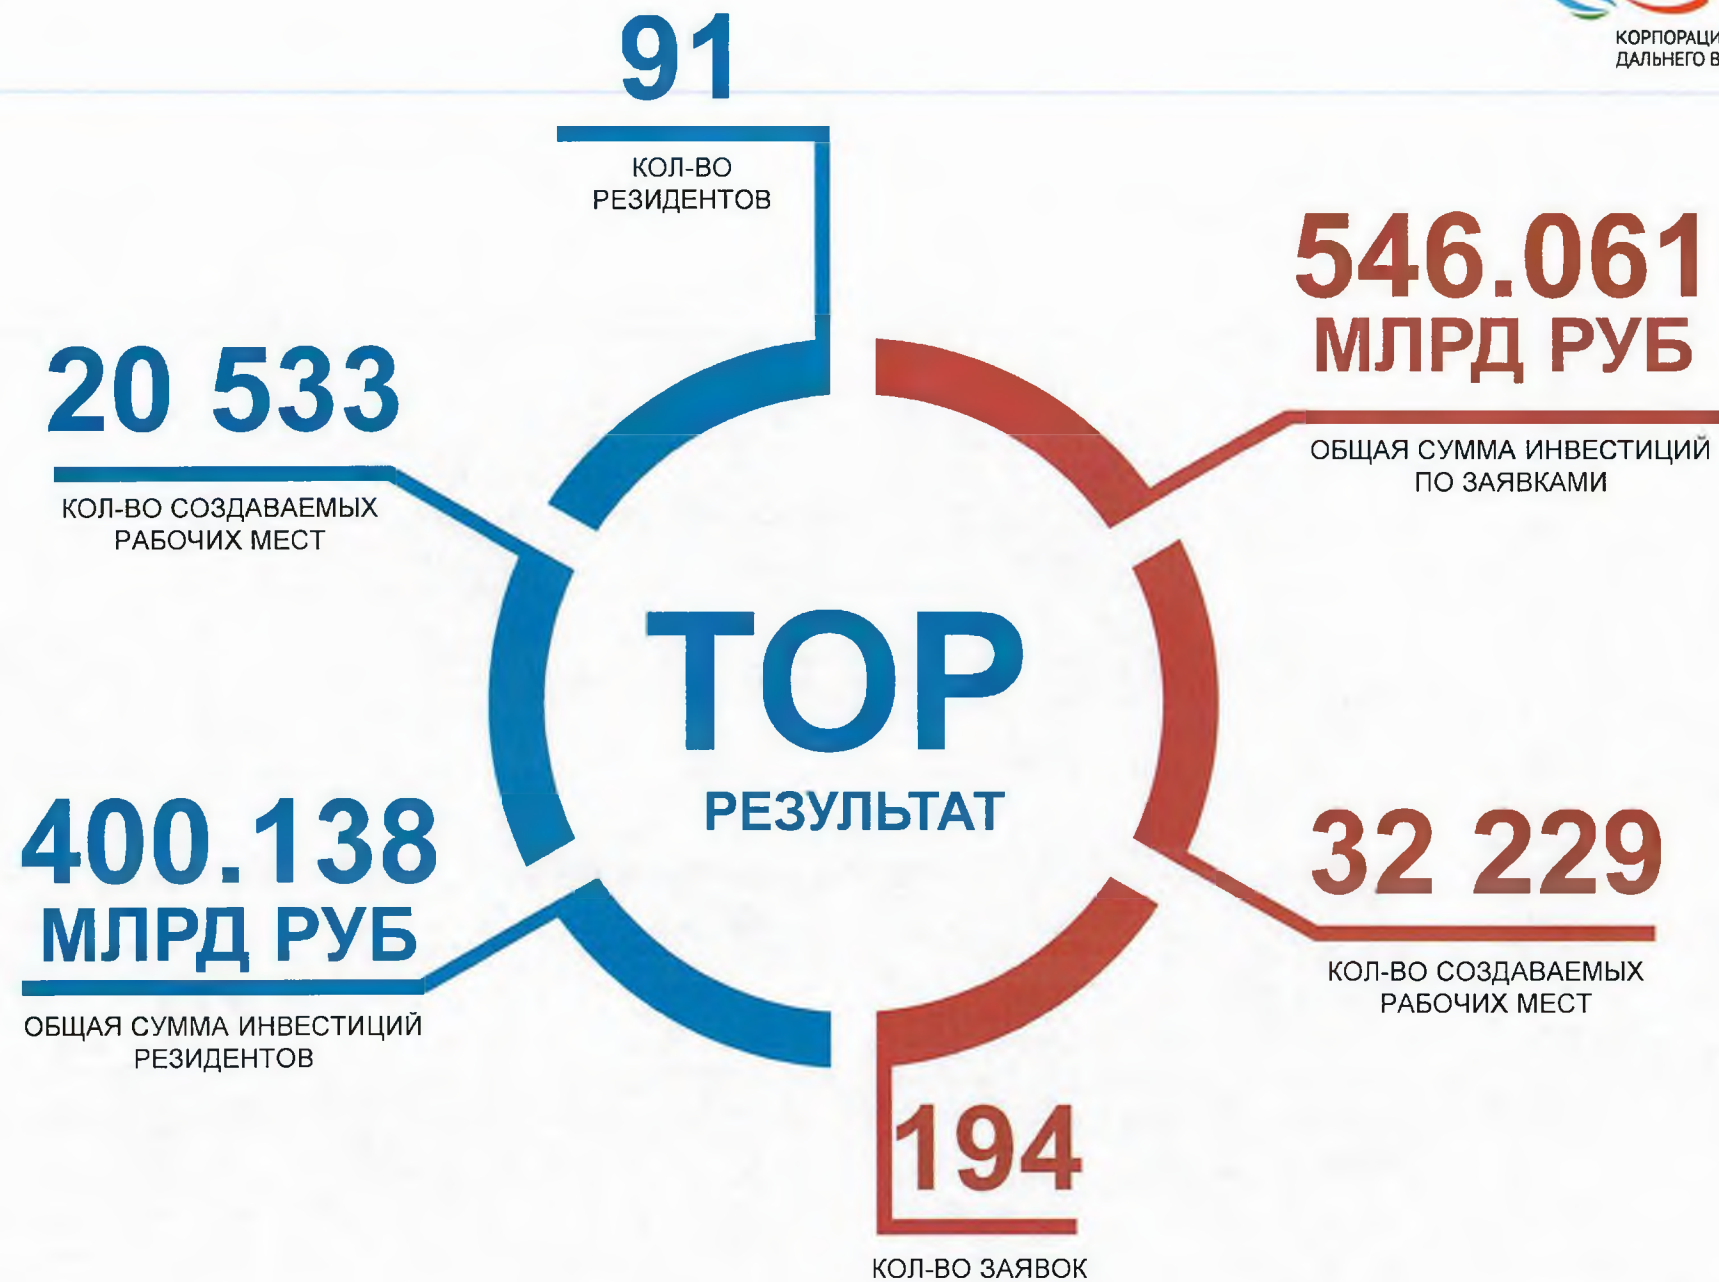 КОРПОРАЦИ
ДАЛЬНЕГО В
91
КОЛ-ВО
РЕЗИДЕНТОВ
546.061
МЛРД РУБ
ОБЩАЯ СУММА ИНВЕСТИЦИЙ
ПО ЗАЯВКАМИ
20 533
КОЛ-ВО СОЗДАВАЕМЫХ
РАБОЧИХ МЕСТ
ТОР
РЕЗУЛЬТАТ
400.138
МЛРД РУБ
ОБЩАЯ СУММА ИНВЕСТИЦИЙ
РЕЗИДЕНТОВ
32 229
КОЛ-ВО СОЗДАВАЕМЫХ
РАБОЧИХ МЕСТ
194
КОЛ-ВО ЗАЯВОК